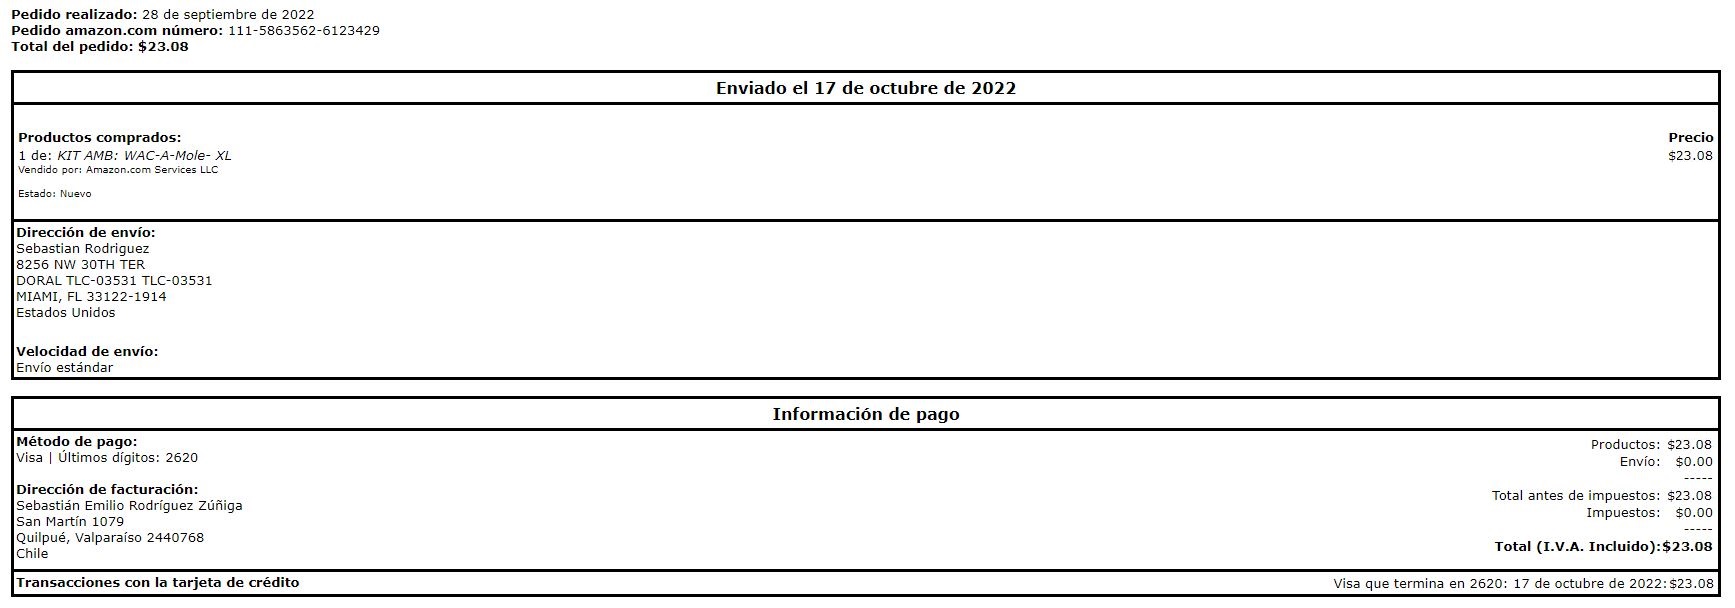 Pedido realizado: 28 de septiembre de 2022
Pedido amazon.com número: 111-5863562-6123429
Total del pedido: $23.08
Enviado el 17 de octubre de 2022
Productos comprados: Precio
1 de: KIT AMB: WAC-A-Mole- XL $23.08
Vendido por: Amazon.com Services LLC
Estado: Nuevo
Dirección de envío:
Sebastian Rodriguez
8256 NW 30TH TER
DORAL TLC-03531 TLC-03531
MIAMI, FL 33122-1914
Estados Unidos
Velocidad de envío:
Envío estándar
Información de pago
Método de pago:
Visa | Últimos dígitos: 2620
Dirección de facturación:
Sebastián Emilio Rodríguez Zúñiga
San Martín 1079
Quilpué, Valparaíso 2440768
Chile
Productos: $23.08
Envío: $0.00
-----
Total antes de impuestos: $23.08
Impuestos: $0.00
-----
Total (I.V.A. Incluido):$23.08
Transacciones con la tarjeta de crédito Visa que termina en 2620: 17 de octubre de 2022:$23.08